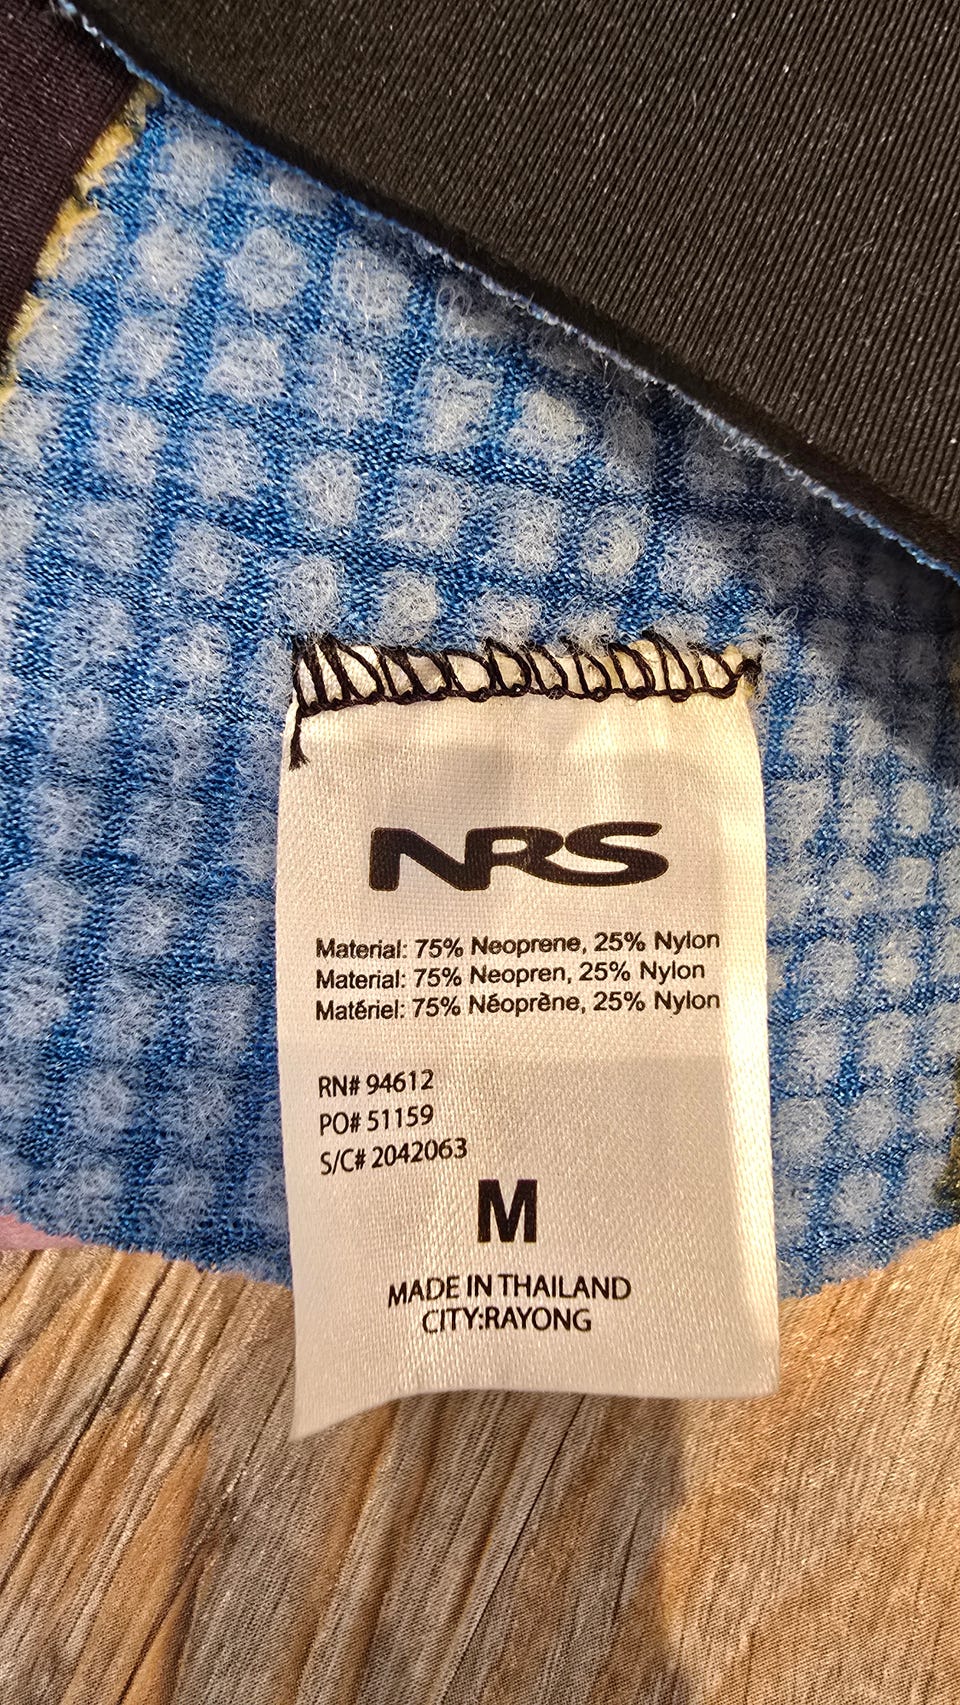 NRS
Material: 75% Neoprene, 25% Nylon
Material: 75% Neopren, 25% Nylon
Matériel: 75% Néoprène, 25% Nylon
RN# 94612
PO# 51159
S/C# 2042063
M
MADE IN THAILAND
CITY:RAYONG